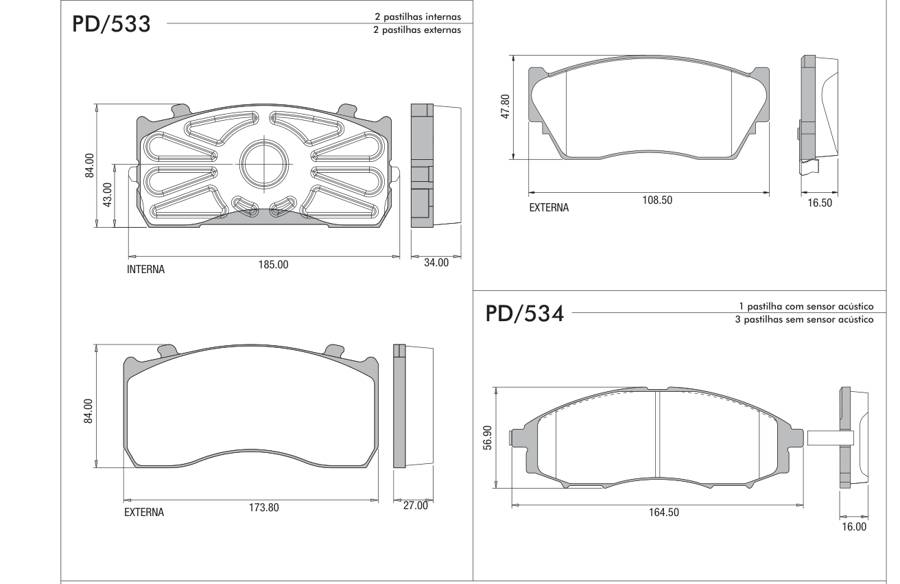 PD/533
2 pastilhas internas
2 pastilhas externas
84.00
43.00
185.00
34.00
INTERNA
84.00
173.80
27.00
EXTERNA
47.80
108.50
16.50
EXTERNA
PD/534
1 pastilha com sensor acústico
3 pastilhas sem sensor acústico
56.90
164.50
16.00